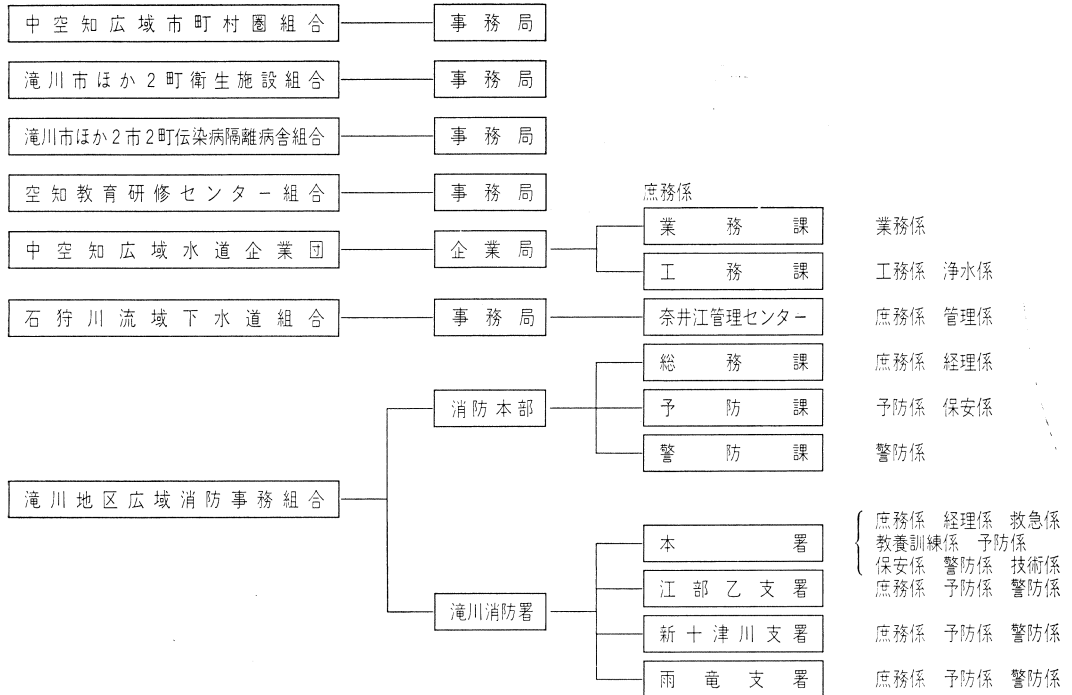 中空知広域市町村圏組合 事務局
滝川市ほか2町衛生施設組合 事務局
滝川市ほか2市2町伝染病隔離病舎組合 事務局
空知教育研修センター組合 事務局
庶務係
中空知広域水道企業団 企業局
業務課 業務係
工務課 工務係 浄水係
石狩川流域下水道組合 事務局 奈井江管理センター 庶務係 管理係
滝川地区広域消防事務組合
消防本部
総務課 庶務係 経理係
予防課 予防係 保安係
警防課 警防係
滝川消防署
本署
庶務係 経理係 救急係
教養訓練係 予防係
保安係 警防係 技術係
江部乙支署 庶務係 予防係 警防係
新十津川支署 庶務係 予防係 警防係
雨竜支署 庶務係 予防係 警防係